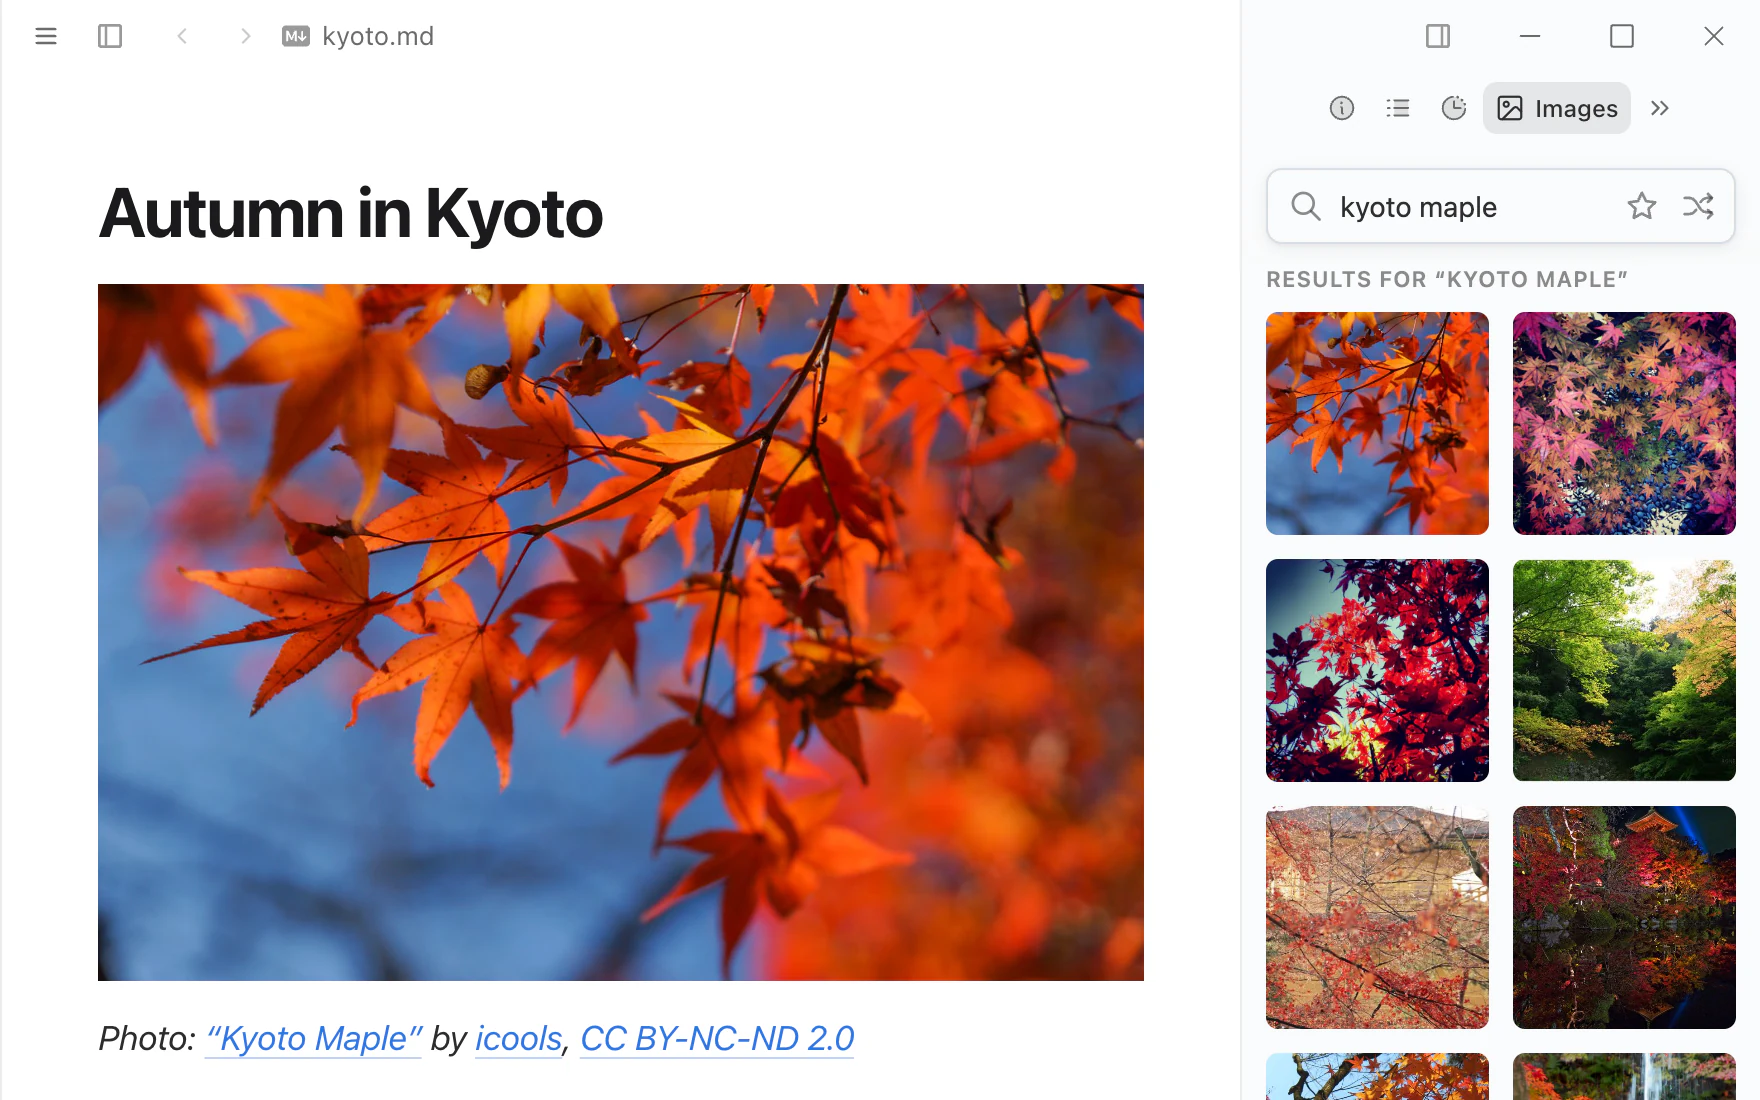 kyoto.md
Images
kyoto maple
RESULTS FOR “KYOTO MAPLE”
Autumn in Kyoto
Photo: “Kyoto Maple” by icools, CC BY-NC-ND 2.0